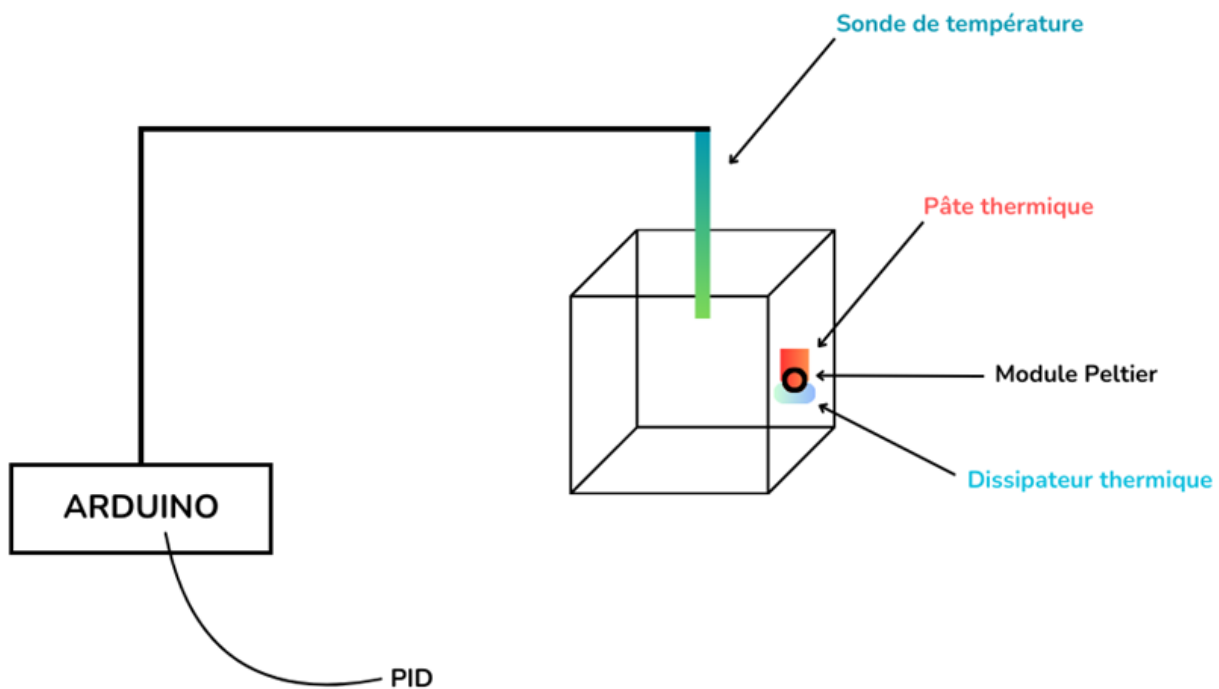 Sonde de température
Pâte thermique
Module Peltier
Dissipateur thermique
ARDUINO
PID